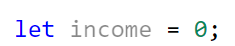 let income = 0;